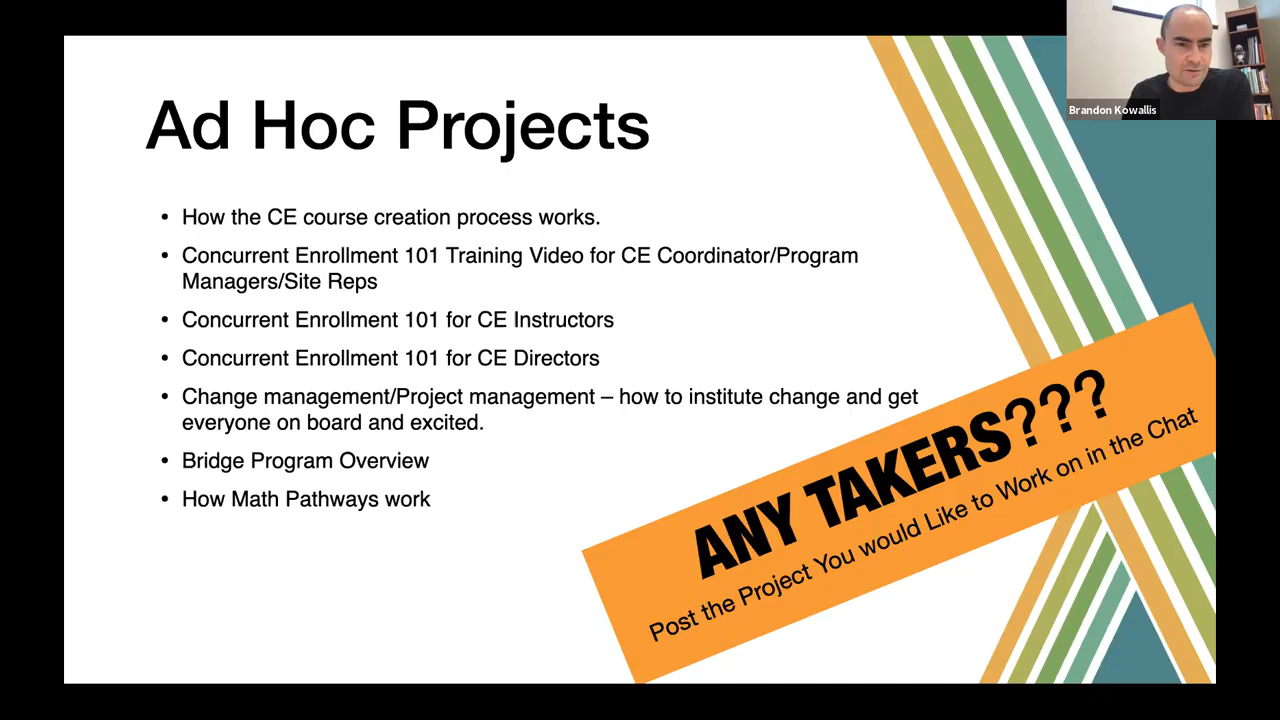 Ad Hoc Projects
• How the CE course creation process works.
• Concurrent Enrollment 101 Training Video for CE Coordinator/Program
Managers/Site Reps
• Concurrent Enrollment 101 for CE Instructors
• Concurrent Enrollment 101 for CE Directors
• Change management/Project management – how to institute change and get
everyone on board and excited.
• Bridge Program Overview
• How Math Pathways work
ANY TAKERS???
Post the Project You would Like to Work on in the Chat
Brandon Kowallis